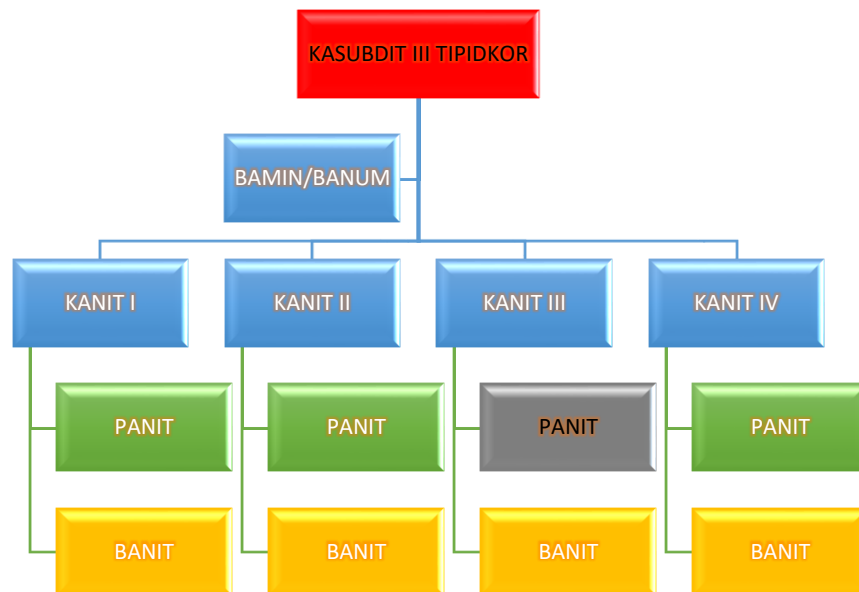 KASUBDIT III TIPIDKOR
BAMIN/BANUM
KANIT I
KANIT II
KANIT III
KANIT IV
PANIT
PANIT
PANIT
PANIT
BANIT
BANIT
BANIT
BANIT